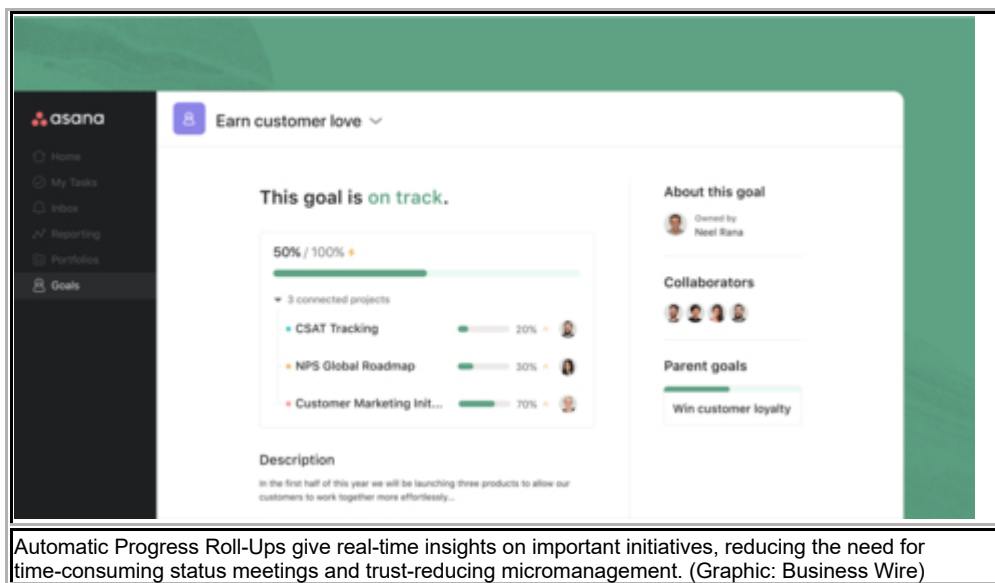 asana
Earn customer love
Home
My Tasks
Inbox
Reporting
Portfolios
Goals
This goal is on track.
50% / 100%
3 connected projects
CSAT Tracking 20%
NPS Global Roadmap 30%
Customer Marketing Init... 70%
Description
In the first half of this year we will be launching three products to allow our
customers to work together more effortlessly...
About this goal
Owned by
Neel Rana
Collaborators
Parent goals
Win customer loyalty
Automatic Progress Roll-Ups give real-time insights on important initiatives, reducing the need for
time-consuming status meetings and trust-reducing micromanagement. (Graphic: Business Wire)